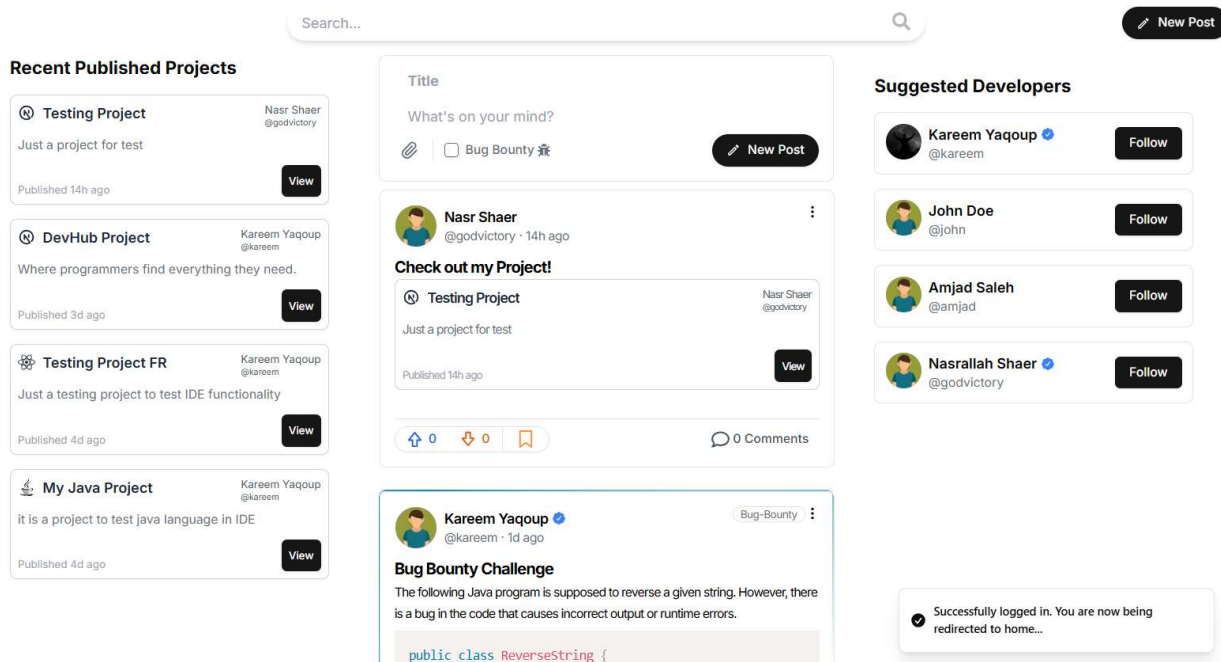 Search...
New Post
Recent Published Projects
Testing Project
Nasr Shaer
@godvictory
Just a project for test
Published 14h ago
View
DevHub Project
Kareem Yaqoup
@kareem
Where programmers find everything they need.
Published 3d ago
View
Testing Project FR
Kareem Yaqoup
@kareem
Just a testing project to test IDE functionality
Published 4d ago
View
My Java Project
Kareem Yaqoup
@kareem
it is a project to test java language in IDE
Published 4d ago
View
Title
What's on your mind?
Bug Bounty
New Post
Nasr Shaer
@godvictory · 14h ago
Check out my Project!
Testing Project
Nasr Shaer
@godvictory
Just a project for test
Published 14h ago
View
0
0
0 Comments
Kareem Yaqoup
@kareem · 1d ago
Bug-Bounty
Bug Bounty Challenge
The following Java program is supposed to reverse a given string. However, there
is a bug in the code that causes incorrect output or runtime errors.
public class ReverseString {
Suggested Developers
Kareem Yaqoup
@kareem
Follow
John Doe
@john
Follow
Amjad Saleh
@amjad
Follow
Nasrallah Shaer
@godvictory
Follow
Successfully logged in. You are now being
redirected to home...